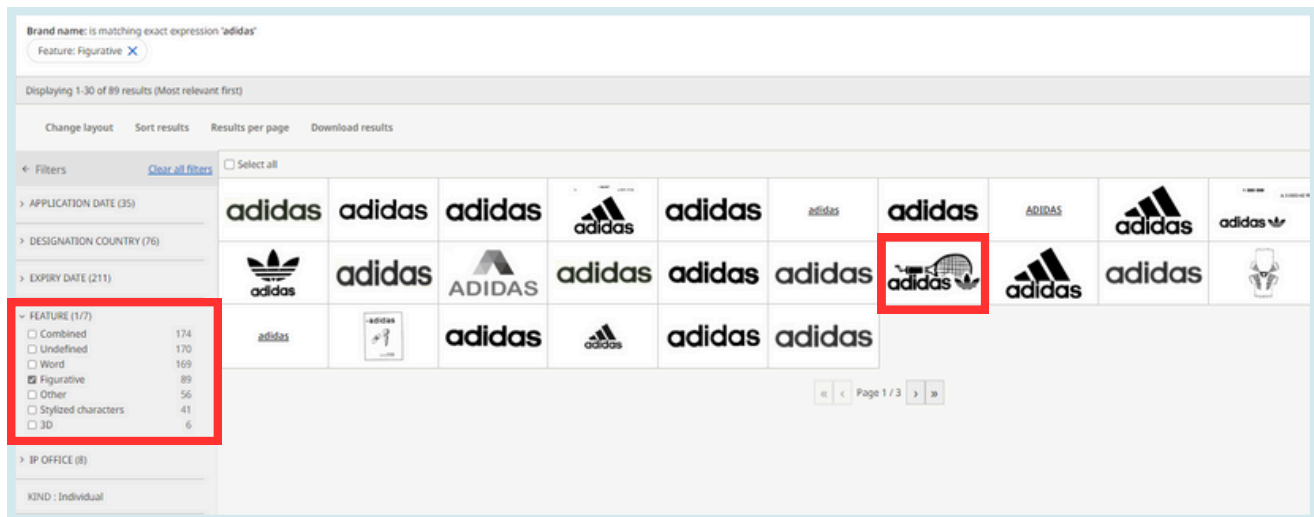 Brand name: is matching exact expression 'adidas'
Feature: Figurative ✕
Displaying 1-30 of 89 results (Most relevant first)
Change layout Sort results Results per page Download results
← Filters Clear all filters
Select all
> APPLICATION DATE (35)
> DESIGNATION COUNTRY (76)
> EXPIRY DATE (211)
FEATURE (1/7)
Combined 174
Undefined 170
Word 169
Figurative 89
Other 56
Stylized characters 41
3D 6
> IP OFFICE (8)
KIND : Individual
adidas adidas adidas adidas adidas adidas adidas ADIDAS adidas adidas
adidas adidas ADIDAS adidas adidas adidas adidas adidas adidas
adidas adidas adidas adidas adidas adidas
« ‹ Page 1 / 3 › »